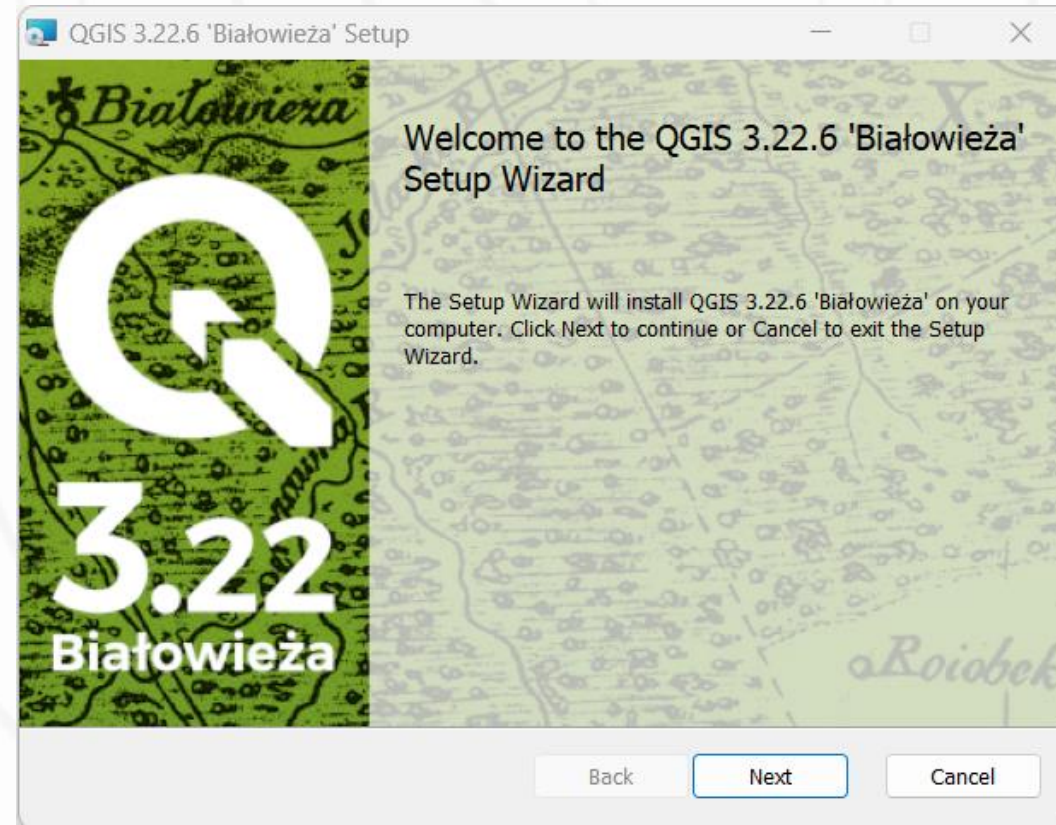 QGIS 3.22.6 'Białowieża' Setup
Białowieża
Welcome to the QGIS 3.22.6 'Białowieża'
Setup Wizard
The Setup Wizard will install QGIS 3.22.6 'Białowieża' on your
computer. Click Next to continue or Cancel to exit the Setup
Wizard.
3.22
Białowieża
Roiobek
Back
Next
Cancel